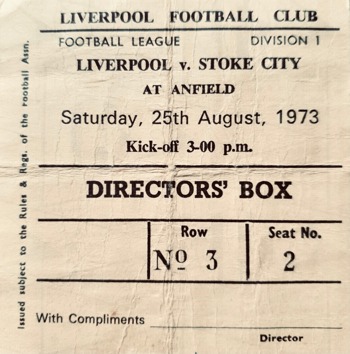 LIVERPOOL FOOTBALL CLUB
FOOTBALL LEAGUE DIVISION 1
LIVERPOOL v. STOKE CITY
AT ANFIELD
Saturday, 25th August, 1973
Kick-off 3-00 p.m.
DIRECTORS' BOX
Row Seat No.
Nº 3 2
With Compliments
Director
Issued subject to the Rules & Regs. of the Football Assn.